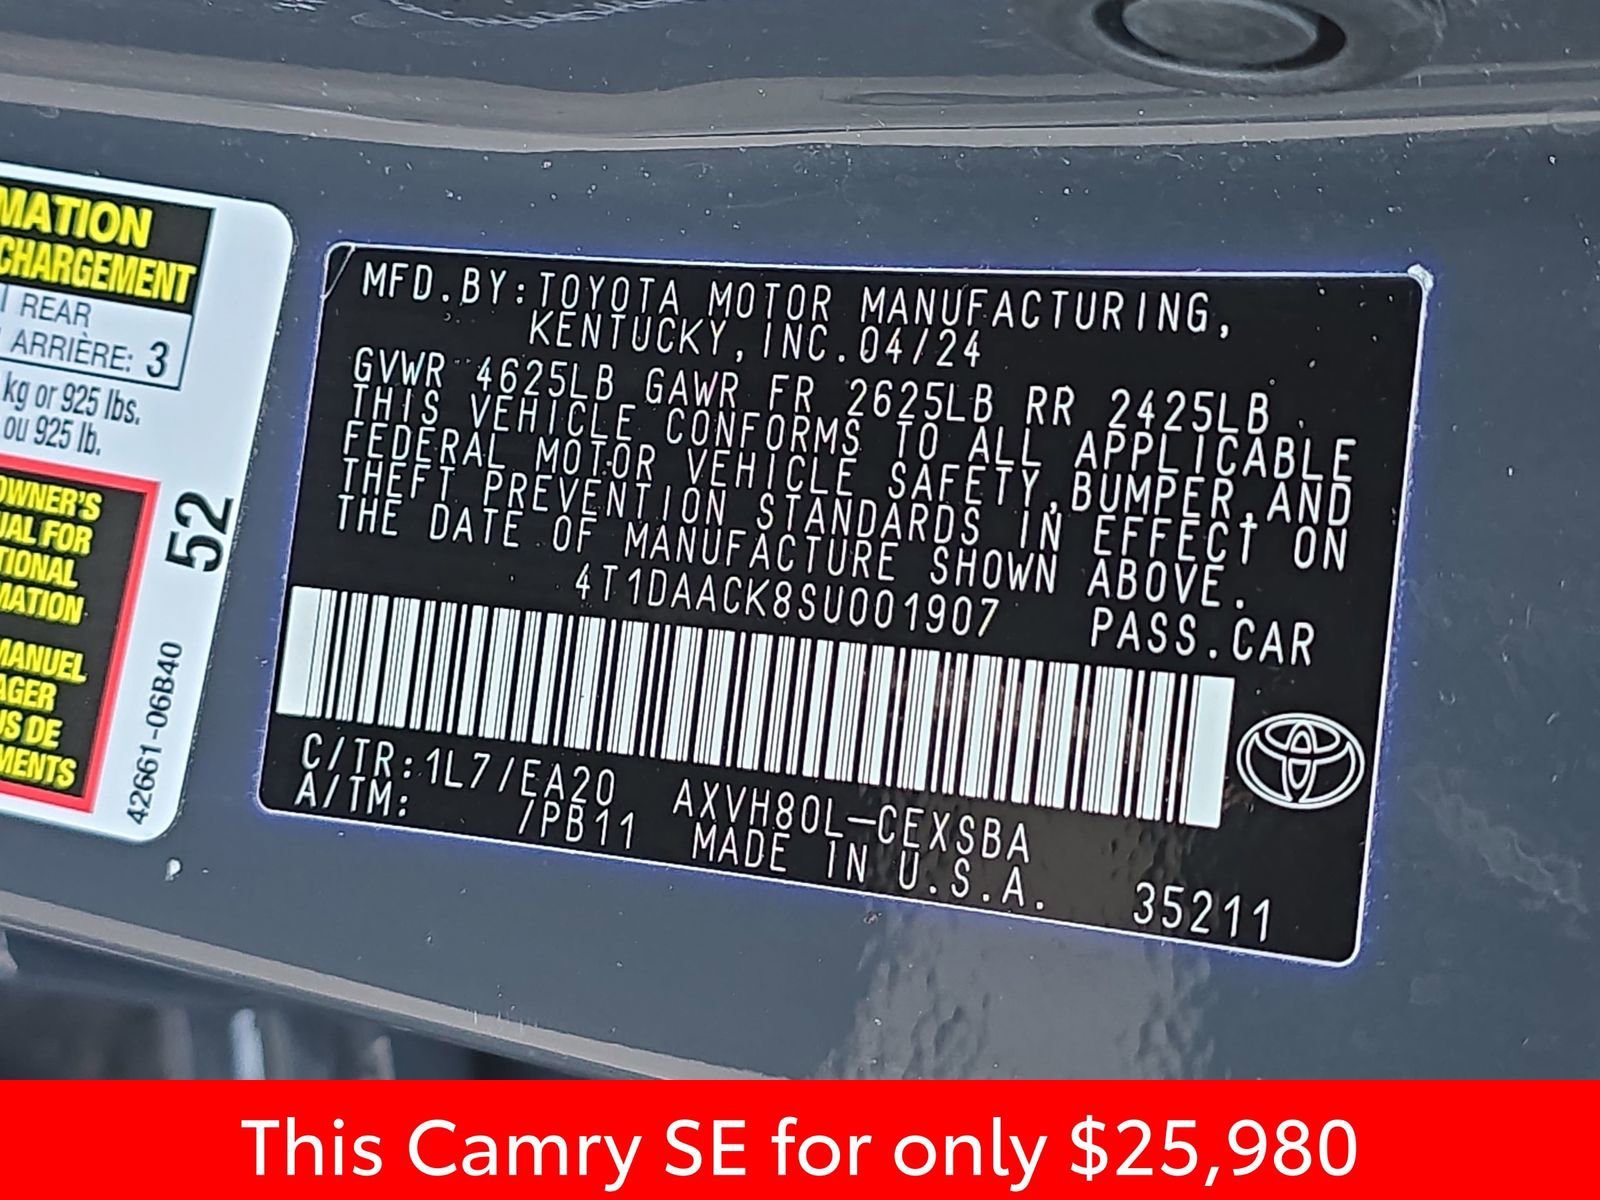 MATION
CHARGEMENT
REAR
ARRIÈRE: 3
kg or 925 lbs.
ou 925 lb.
OWNER'S
UAL FOR
TIONAL
MATION
MANUEL
AGER
US DE
MENTS
52
42661-06B40
MFD.BY:TOYOTA MOTOR MANUFACTURING,
KENTUCKY,INC.04/24
GVWR 4625LB GAWR FR 2625LB RR 2425LB
THIS VEHICLE CONFORMS TO ALL APPLICABLE
FEDERAL MOTOR VEHICLE SAFETY,BUMPER,AND
THEFT PREVENTION STANDARDS IN EFFECT ON
THE DATE OF MANUFACTURE SHOWN ABOVE.
4T1DAACK8SU001907 PASS.CAR
C/TR:1L7/EA20 AXVH80L-CEXSBA
A/TM: /PB11 MADE IN U.S.A. 35211
This Camry SE for only $25,980